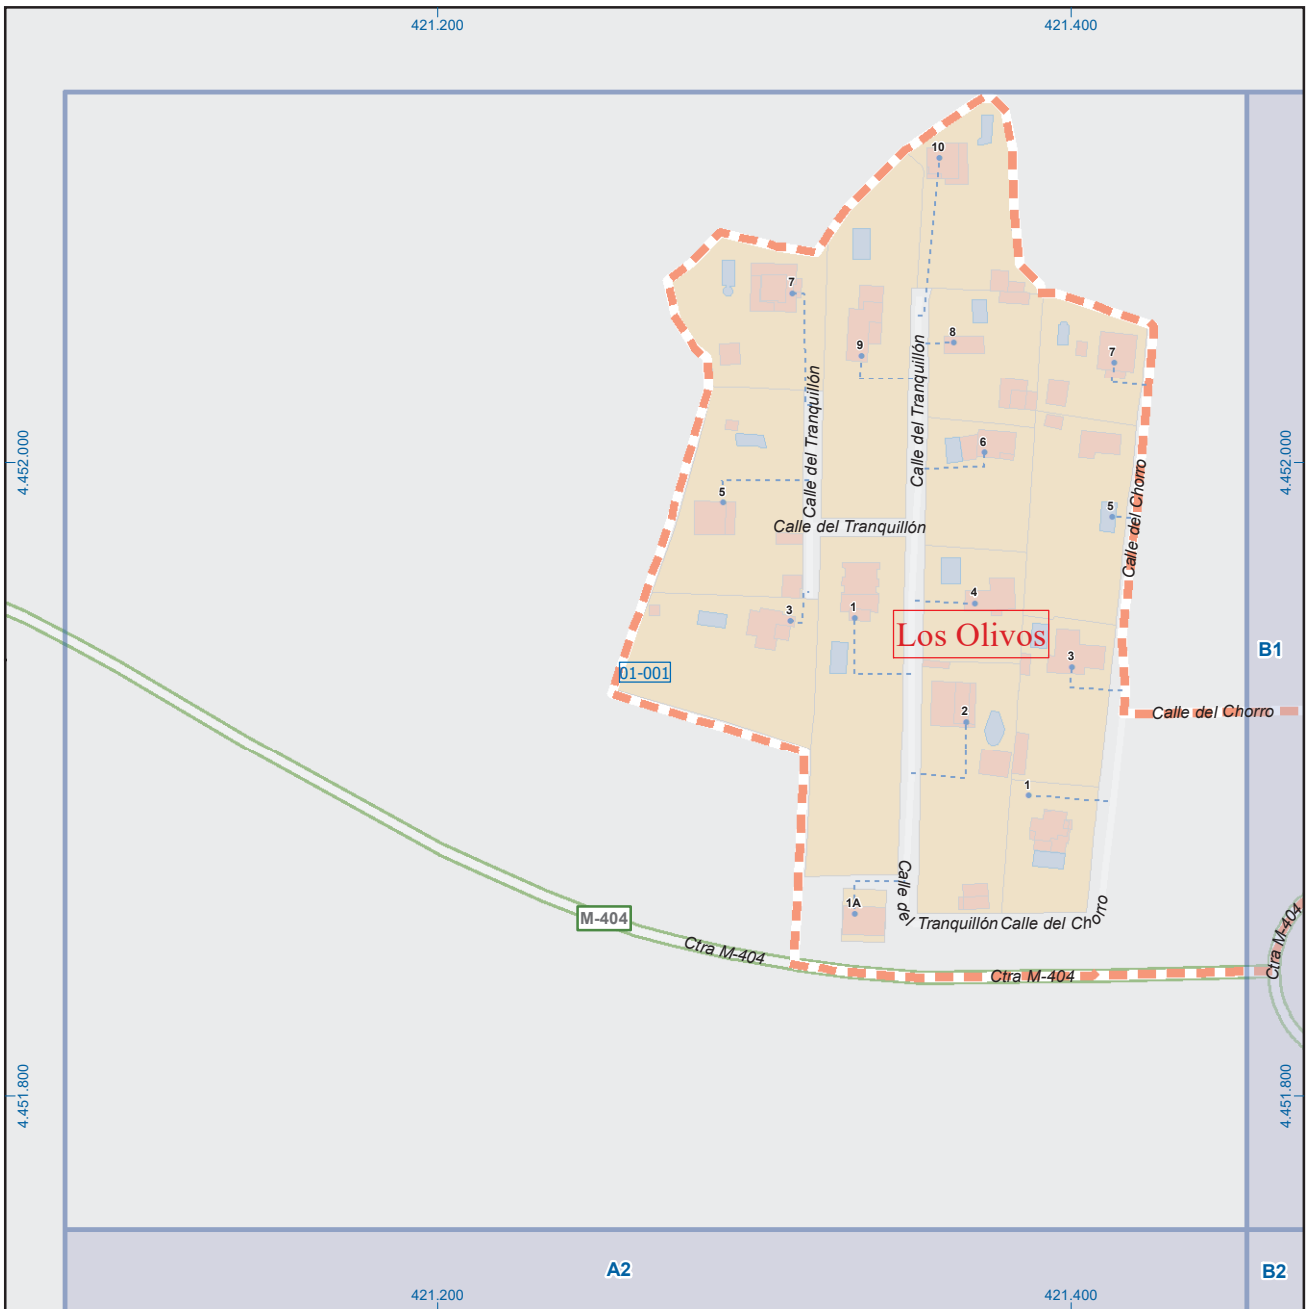 421.200
421.400
10
7
9
8
7
Calle del Tranquillón
Calle del Tranquillón
4.452.000
4.452.000
6
5
5
Calle del Chorro
Calle del Tranquillón
3
1
4
Los Olivos
01-001
3
B1
2
Calle del Chorro
1
1A
Calle del Tranquillón
Calle del Chorro
M-404
Ctra M-404
Ctra M-404
Ctra M-404
4.451.800
4.451.800
A2
B2
421.200
421.400